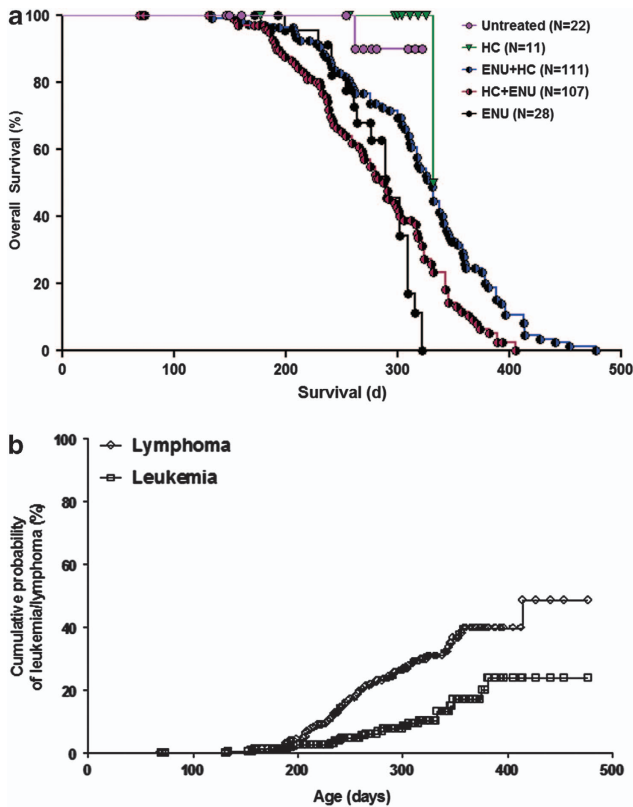 a
Overall Survival (%)
100
80
60
40
20
0
Untreated (N=22)
HC (N=11)
ENU+HC (N=111)
HC+ENU (N=107)
ENU (N=28)
0 100 200 300 400 500
Survival (d)
b
Cumulative probability
of leukemia/lymphoma (%)
100
80
60
40
20
0
Lymphoma
Leukemia
0 100 200 300 400 500
Age (days)